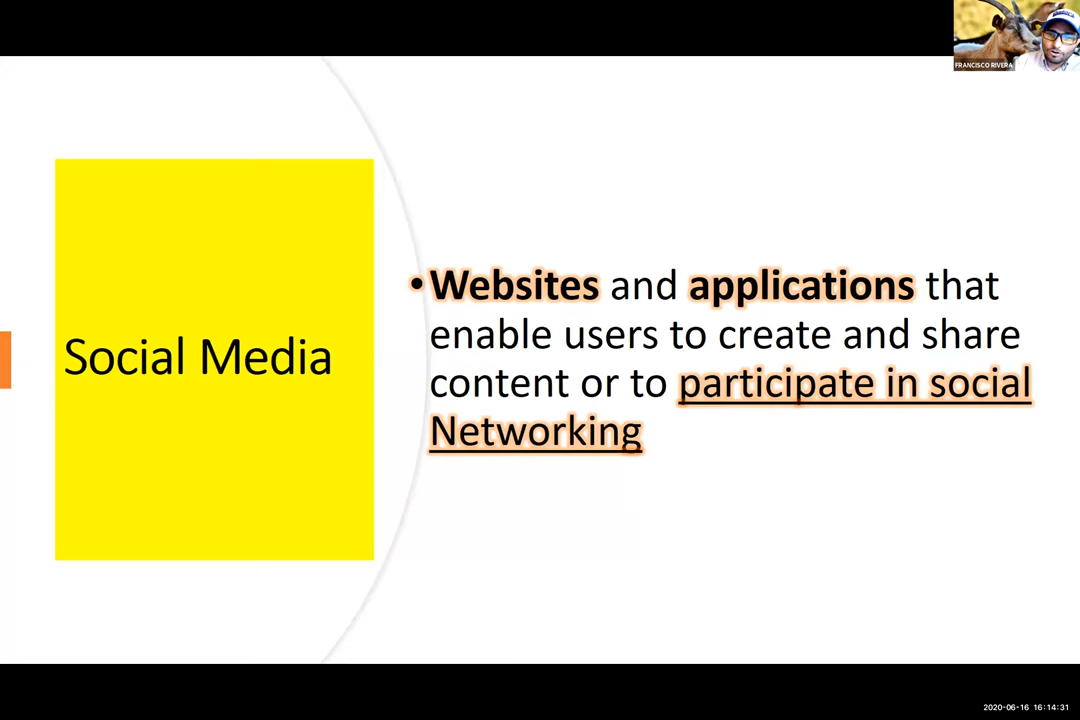 FRANCISCO RIVERA
Social Media
•Websites and applications that
enable users to create and share
content or to participate in social
Networking
2020-06-16 16:14:31